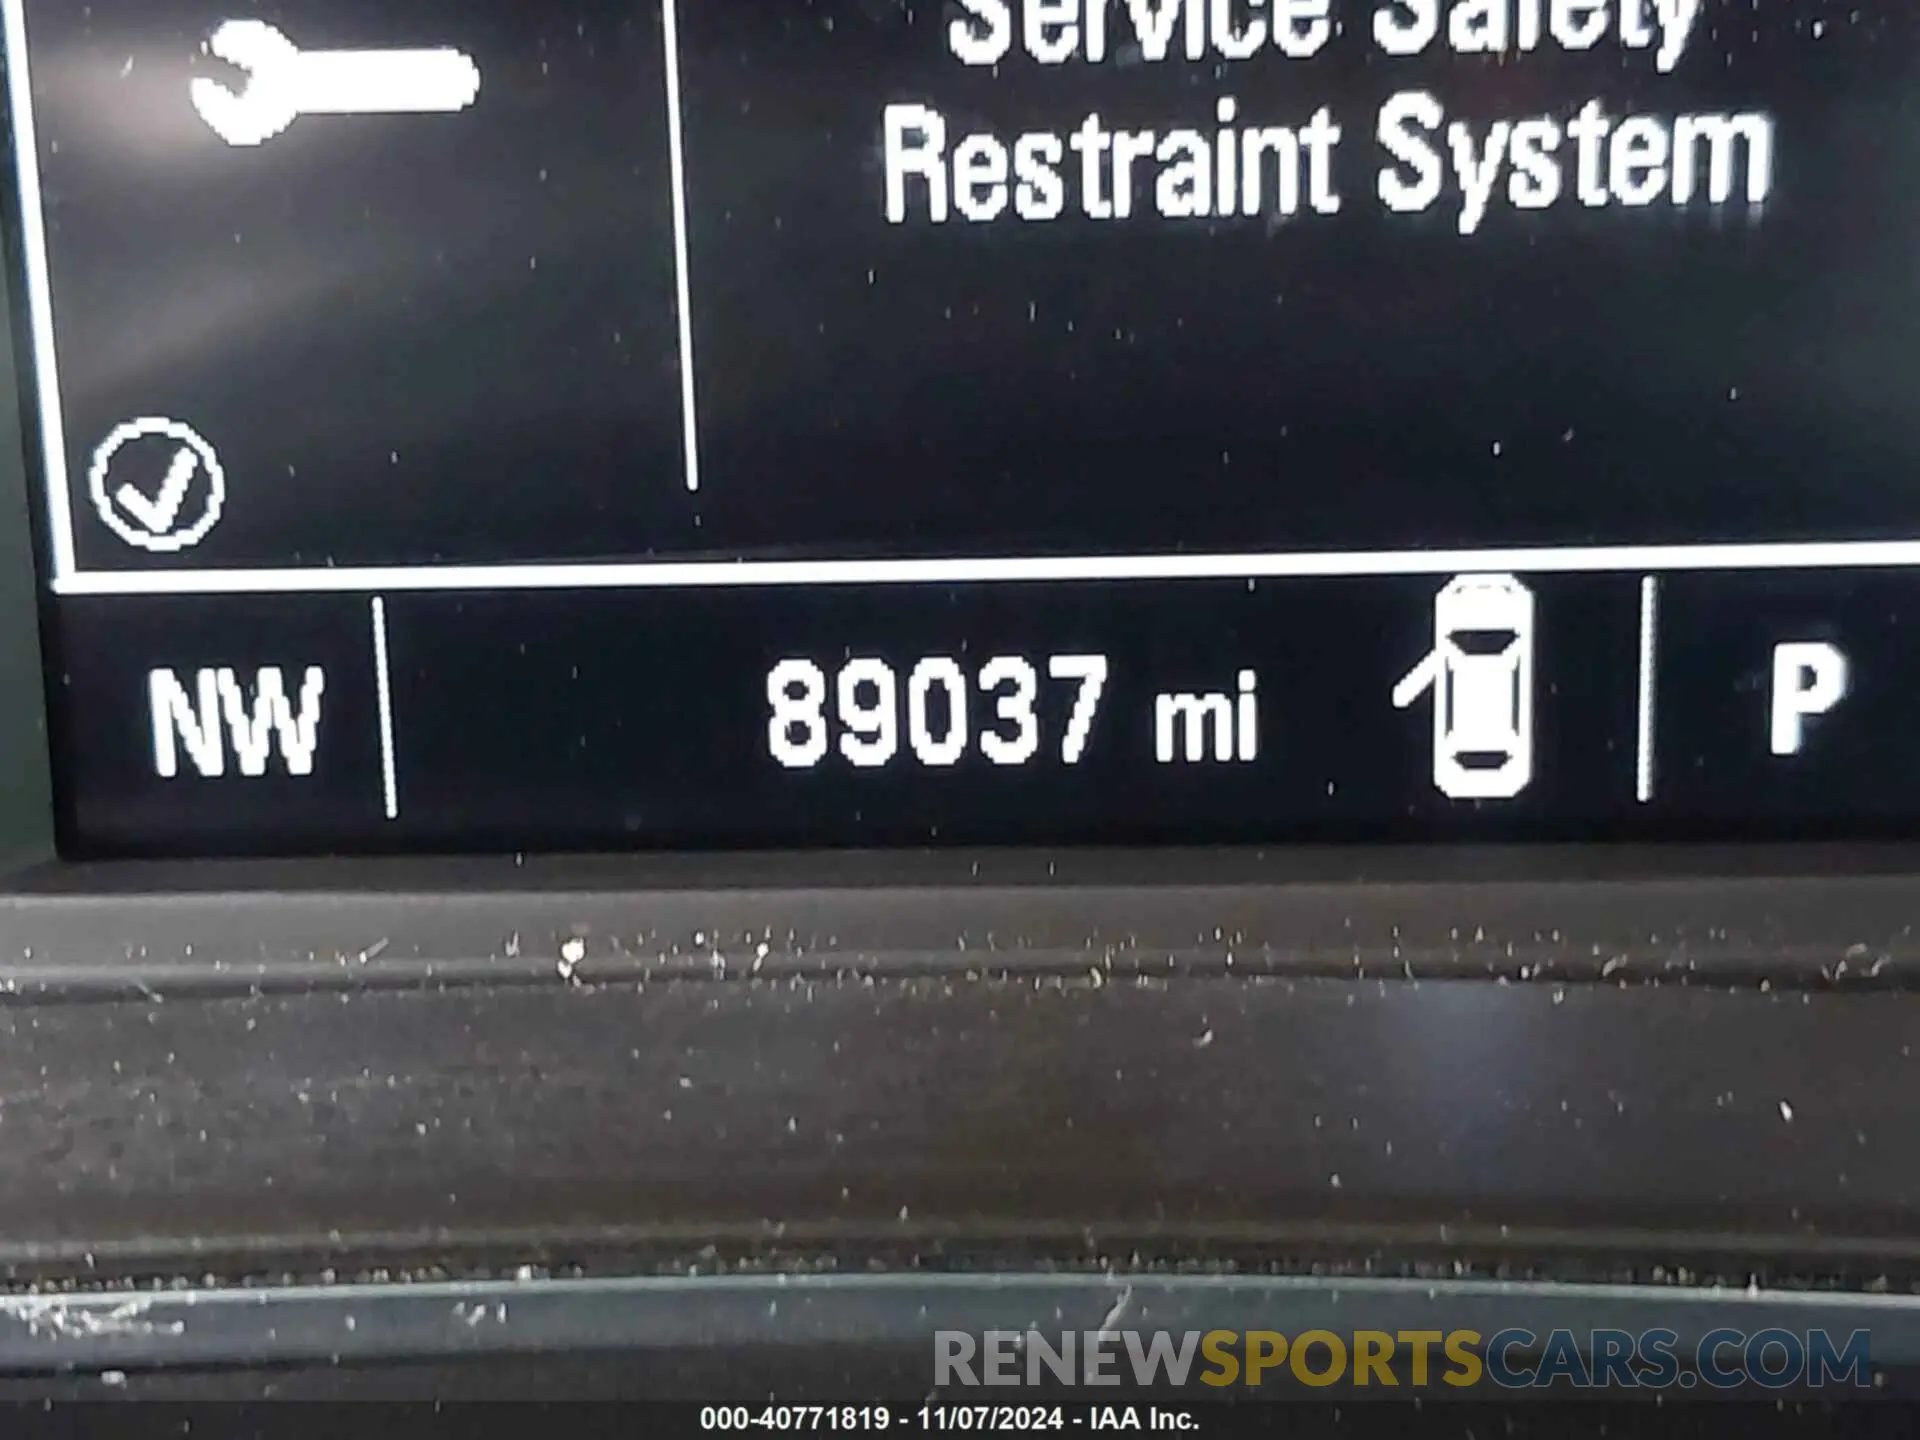 Service Safety
Restraint System
NW
89037 mi
P
RENEWSPORTSCARS.COM
000-40771819 - 11/07/2024 - IAA Inc.